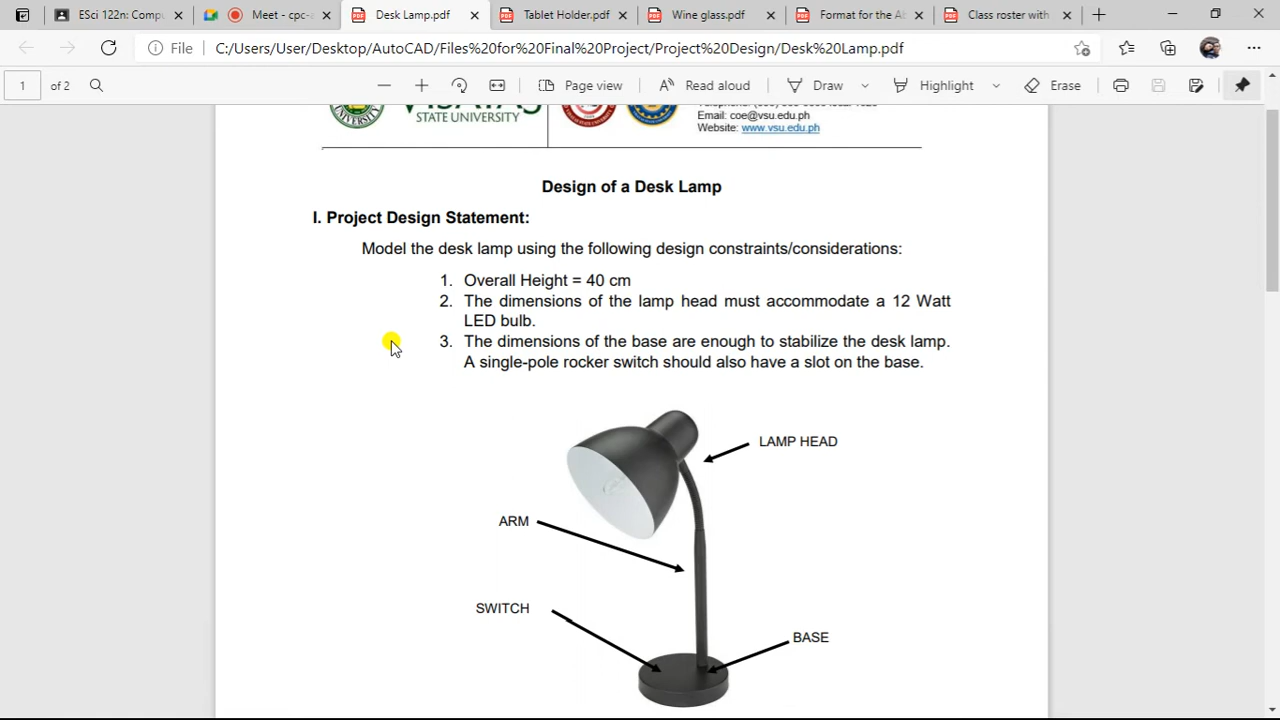 ESci 122n: Compu
Meet - cpc-a
Desk Lamp.pdf
Tablet Holder.pdf
Wine glass.pdf
Format for the Ab
Class roster with
File
C:/Users/User/Desktop/AutoCAD/Files%20for%20Final%20Project/Project%20Design/Desk%20Lamp.pdf
1 of 2
Page view
Read aloud
Draw
Highlight
Erase
STATE UNIVERSITY
Email: coe@vsu.edu.ph
Website: www.vsu.edu.ph
Design of a Desk Lamp
I. Project Design Statement:
Model the desk lamp using the following design constraints/considerations:
1. Overall Height = 40 cm
2. The dimensions of the lamp head must accommodate a 12 Watt
LED bulb.
3. The dimensions of the base are enough to stabilize the desk lamp.
A single-pole rocker switch should also have a slot on the base.
LAMP HEAD
ARM
SWITCH
BASE